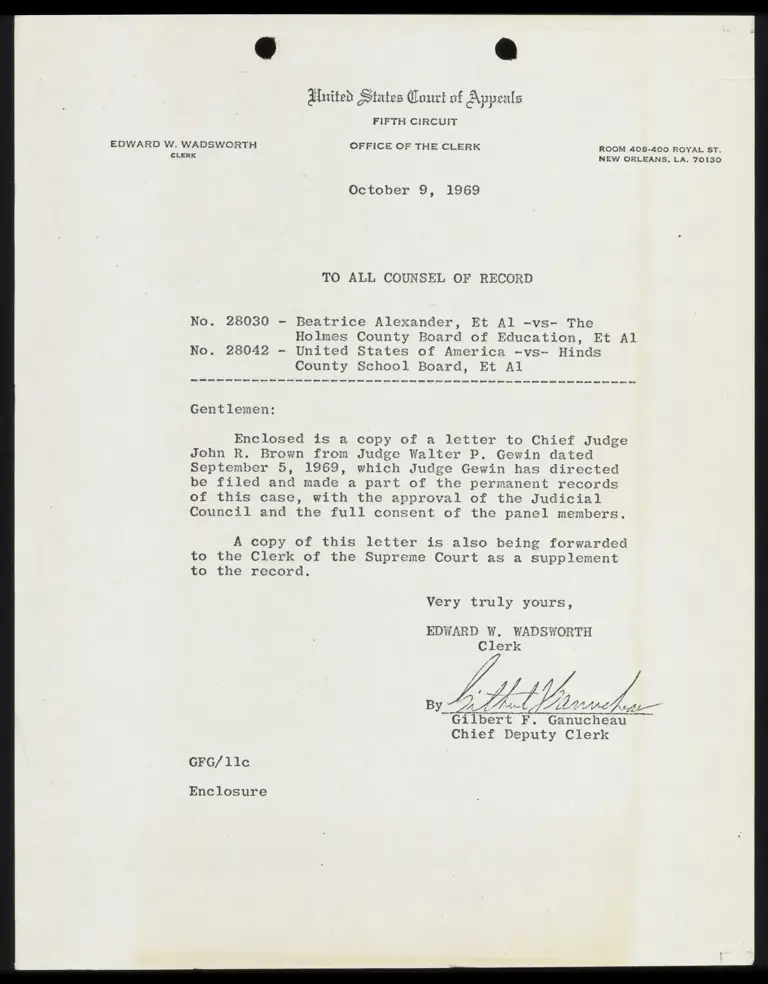 United States Court of Appeals
FIFTH CIRCUIT
EDWARD W. WADSWORTH
CLERK
OFFICE OF THE CLERK
ROOM 408-400 ROYAL ST.
NEW ORLEANS, LA. 70130
October 9, 1969
TO ALL COUNSEL OF RECORD
No. 28030 - Beatrice Alexander, Et Al -vs- The
Holmes County Board of Education, Et Al
No. 28042 - United States of America -vs- Hinds
County School Board, Et Al
Gentlemen:
Enclosed is a copy of a letter to Chief Judge
John R. Brown from Judge Walter P. Gewin dated
September 5, 1969, which Judge Gewin has directed
be filed and made a part of the permanent records
of this case, with the approval of the Judicial
Council and the full consent of the panel members.
A copy of this letter is also being forwarded
to the Clerk of the Supreme Court as a supplement
to the record.
Very truly yours,
EDWARD W. WADSWORTH
Clerk
By Gilbert Ganucheau
Gilbert F. Ganucheau
Chief Deputy Clerk
GFG/llc
Enclosure